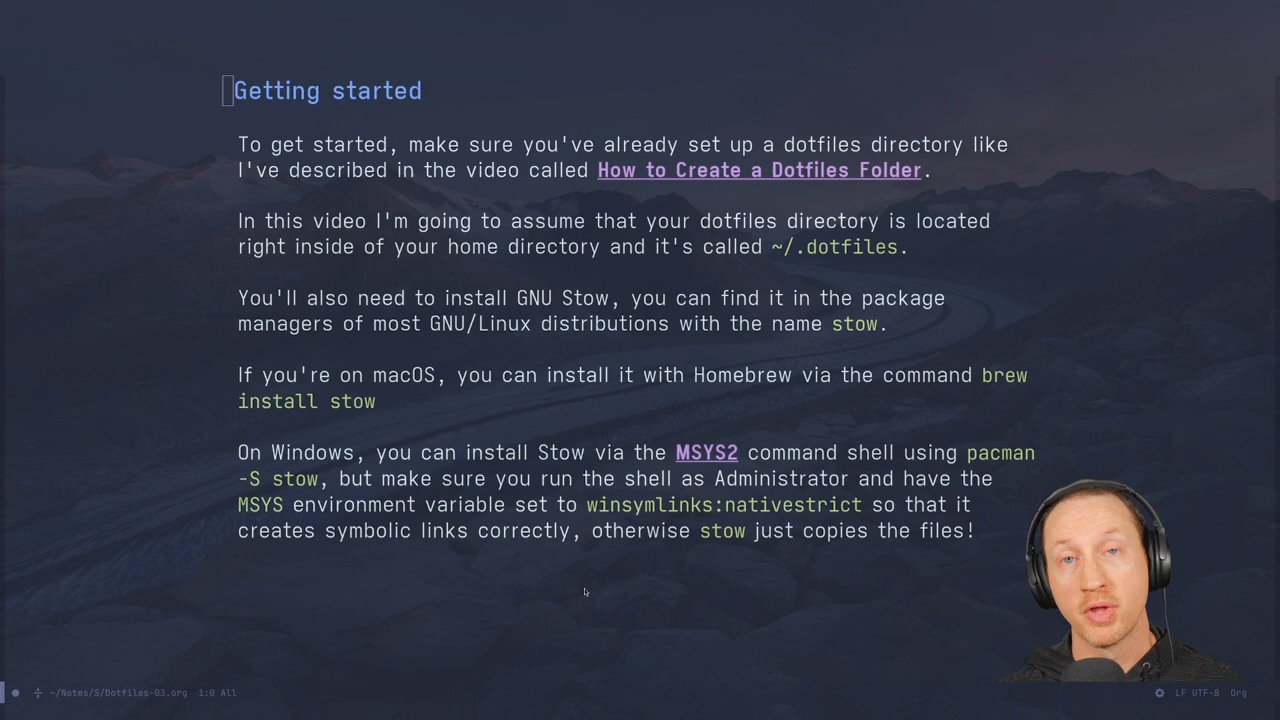 Getting started
To get started, make sure you've already set up a dotfiles directory like
I've described in the video called How to Create a Dotfiles Folder.
In this video I'm going to assume that your dotfiles directory is located
right inside of your home directory and it's called ~/.dotfiles.
You'll also need to install GNU Stow, you can find it in the package
managers of most GNU/Linux distributions with the name stow.
If you're on macOS, you can install it with Homebrew via the command brew
install stow
On Windows, you can install Stow via the MSYS2 command shell using pacman
-S stow, but make sure you run the shell as Administrator and have the
MSYS environment variable set to winsymlinks:nativestrict so that it
creates symbolic links correctly, otherwise stow just copies the files!
~/Notes/S/Dotfiles-03.org 1:0 All LF UTF-8 Org